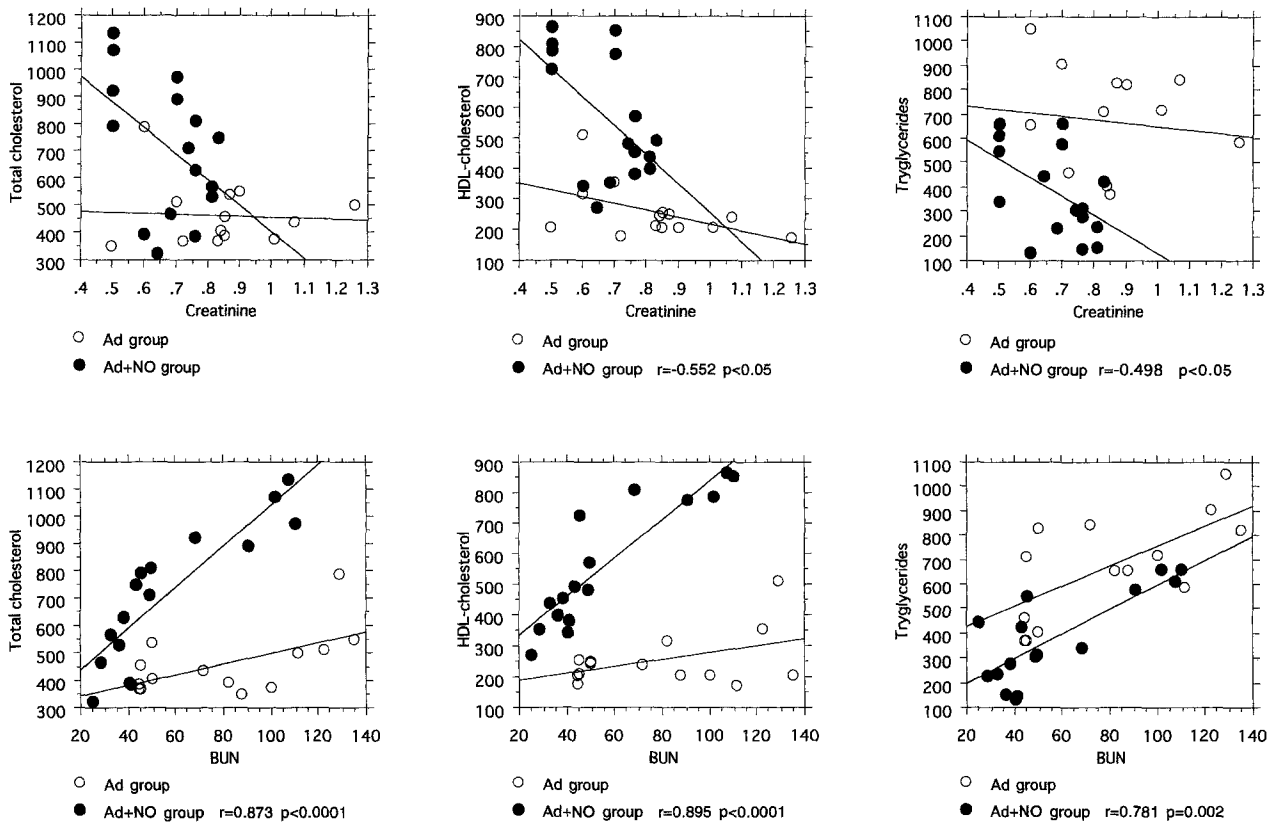 Total cholesterol
1200
1100
1000
900
800
700
600
500
400
300
.4 .5 .6 .7 .8 .9 1 1.1 1.2 1.3
Creatinine
Ad group
Ad+NO group
HDL-cholesterol
900
800
700
600
500
400
300
200
100
.4 .5 .6 .7 .8 .9 1 1.1 1.2 1.3
Creatinine
Ad group
Ad+NO group r=-0.552 p<0.05
Tryglycerides
1100
1000
900
800
700
600
500
400
300
200
100
.4 .5 .6 .7 .8 .9 1 1.1 1.2 1.3
Creatinine
Ad group
Ad+NO group r=-0.498 p<0.05
Total cholesterol
1200
1100
1000
900
800
700
600
500
400
300
20 40 60 80 100 120 140
BUN
Ad group
Ad+NO group r=0.873 p<0.0001
HDL-cholesterol
900
800
700
600
500
400
300
200
100
20 40 60 80 100 120 140
BUN
Ad group
Ad+NO group r=0.895 p<0.0001
Tryglycerides
1100
1000
900
800
700
600
500
400
300
200
100
20 40 60 80 100 120 140
BUN
Ad group
Ad+NO group r=0.781 p=0.002